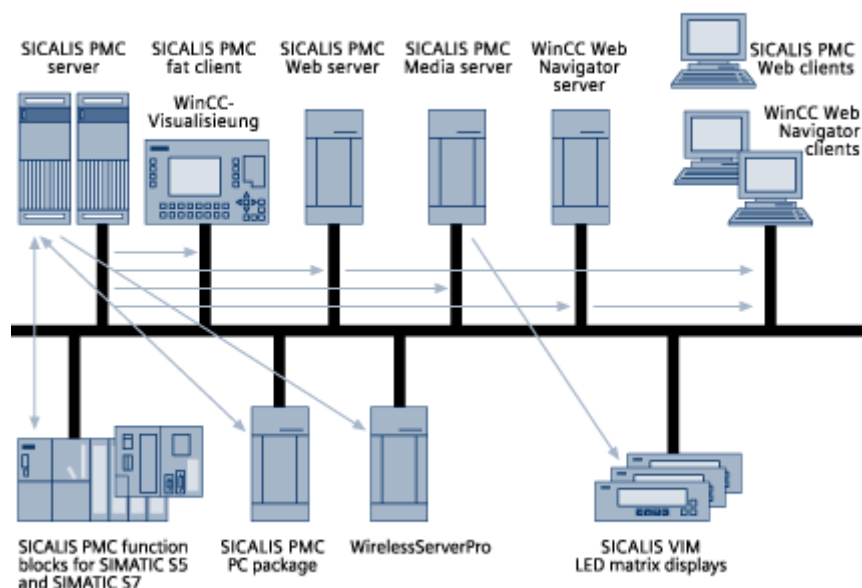 SICALIS PMC
server
SICALIS PMC
fat client
WinCC-
Visualisieung
SICALIS PMC
Web server
SICALIS PMC
Media server
WinCC Web
Navigator
server
SICALIS PMC
Web clients
WinCC Web
Navigator
clients
SICALIS PMC function
blocks for SIMATIC S5
and SIMATIC S7
SICALIS PMC
PC package
WirelessServerPro
SICALIS VIM
LED matrix displays